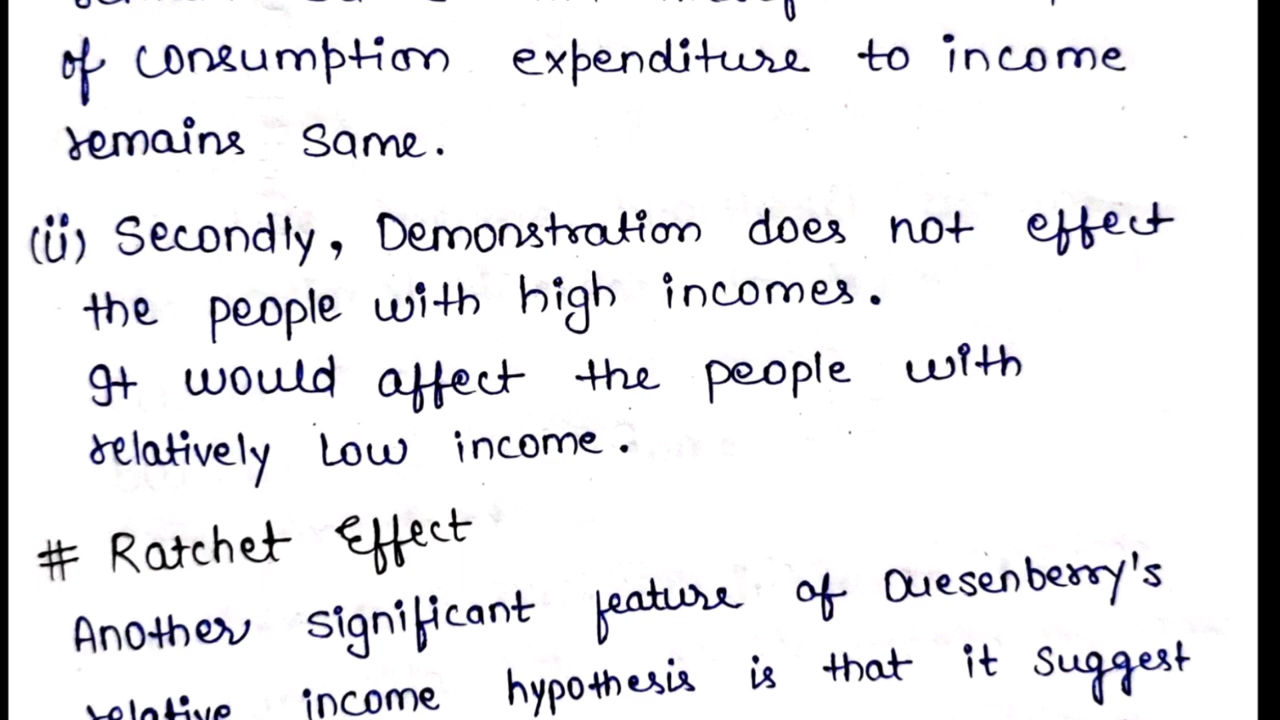 of consumption expenditure to income
remains same.
(ii) Secondly, Demonstration does not effect
the people with high incomes.
It would affect the people with
relatively Low income.
# Ratchet Effect
Another significant feature of Duesenberry's
relative income hypothesis is that it suggest